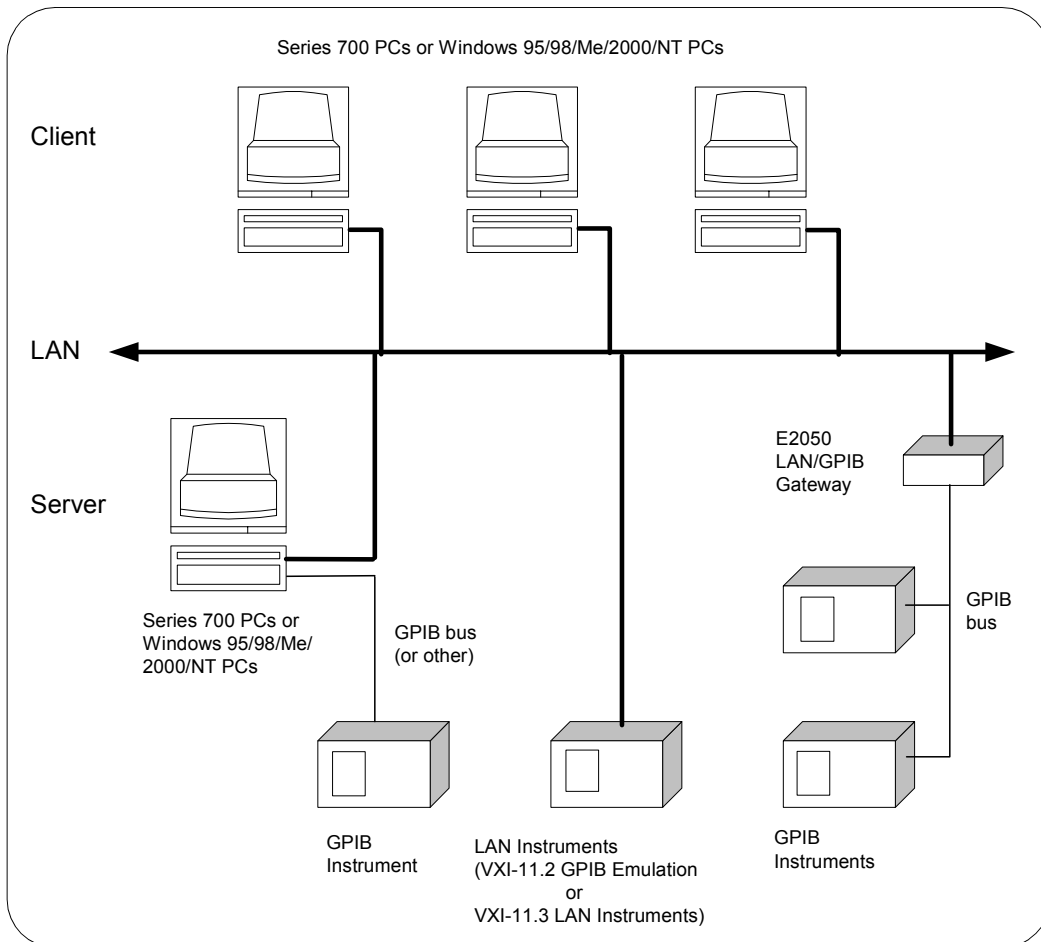 Series 700 PCs or Windows 95/98/Me/2000/NT PCs
Client
LAN
E2050
LAN/GPIB
Gateway
Server
Series 700 PCs or
Windows 95/98/Me/
2000/NT PCs
GPIB bus
(or other)
GPIB
bus
GPIB
Instrument
LAN Instruments
(VXI-11.2 GPIB Emulation
or
VXI-11.3 LAN Instruments)
GPIB
Instruments